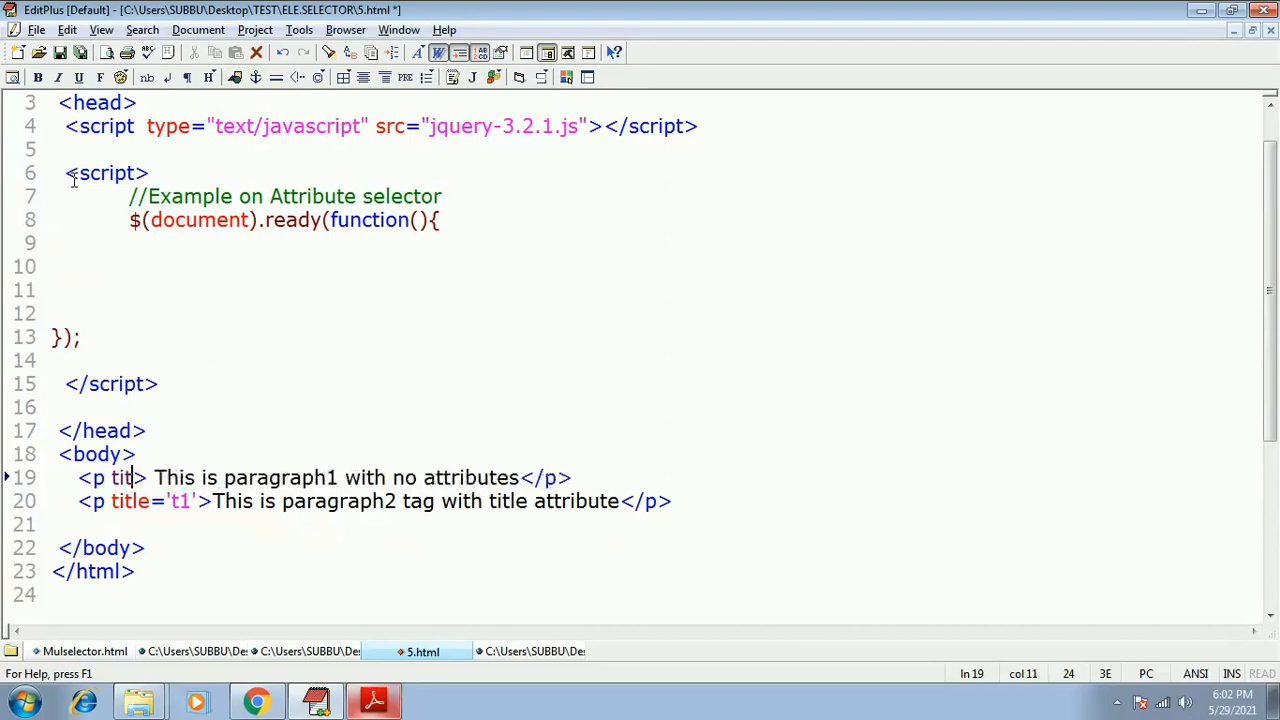 EditPlus [Default] - [C:\Users\SUBBU\Desktop\TEST\ELE.SELECTOR\5.html *]
File Edit View Search Document Project Tools Browser Window Help
3 <head>
4 <script type="text/javascript" src="jquery-3.2.1.js"></script>
5
6 <script>
7 //Example on Attribute selector
8 $(document).ready(function(){
9
10
11
12
13 });
14
15 </script>
16
17 </head>
18 <body>
19 <p tit> This is paragraph1 with no attributes</p>
20 <p title='t1'>This is paragraph2 tag with title attribute</p>
21
22 </body>
23 </html>
24
Mulselector.html C:\Users\SUBBU\De: C:\Users\SUBBU\De: 5.html C:\Users\SUBBU\De:
For Help, press F1 ln 19 col 11 24 3E PC ANSI INS READ
6:02 PM
5/29/2021